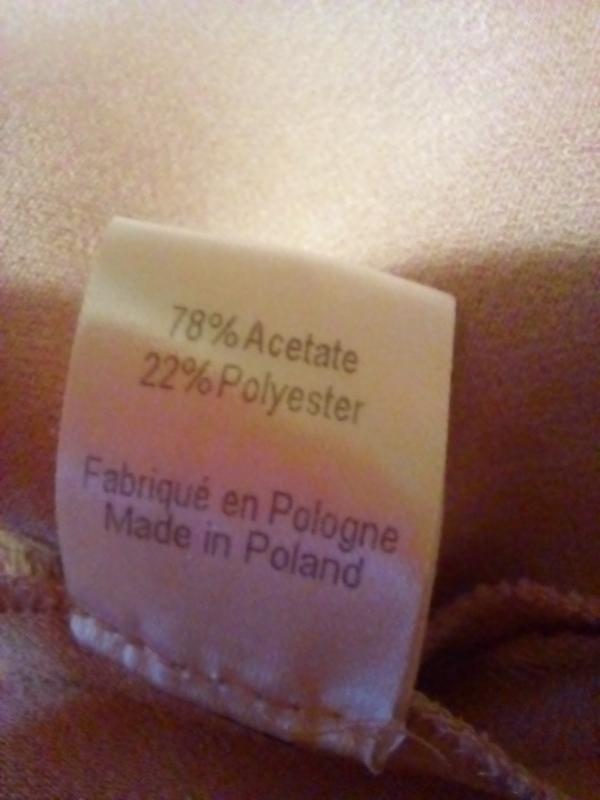 78% Acetate
22% Polyester
Fabriqué en Pologne
Made in Poland